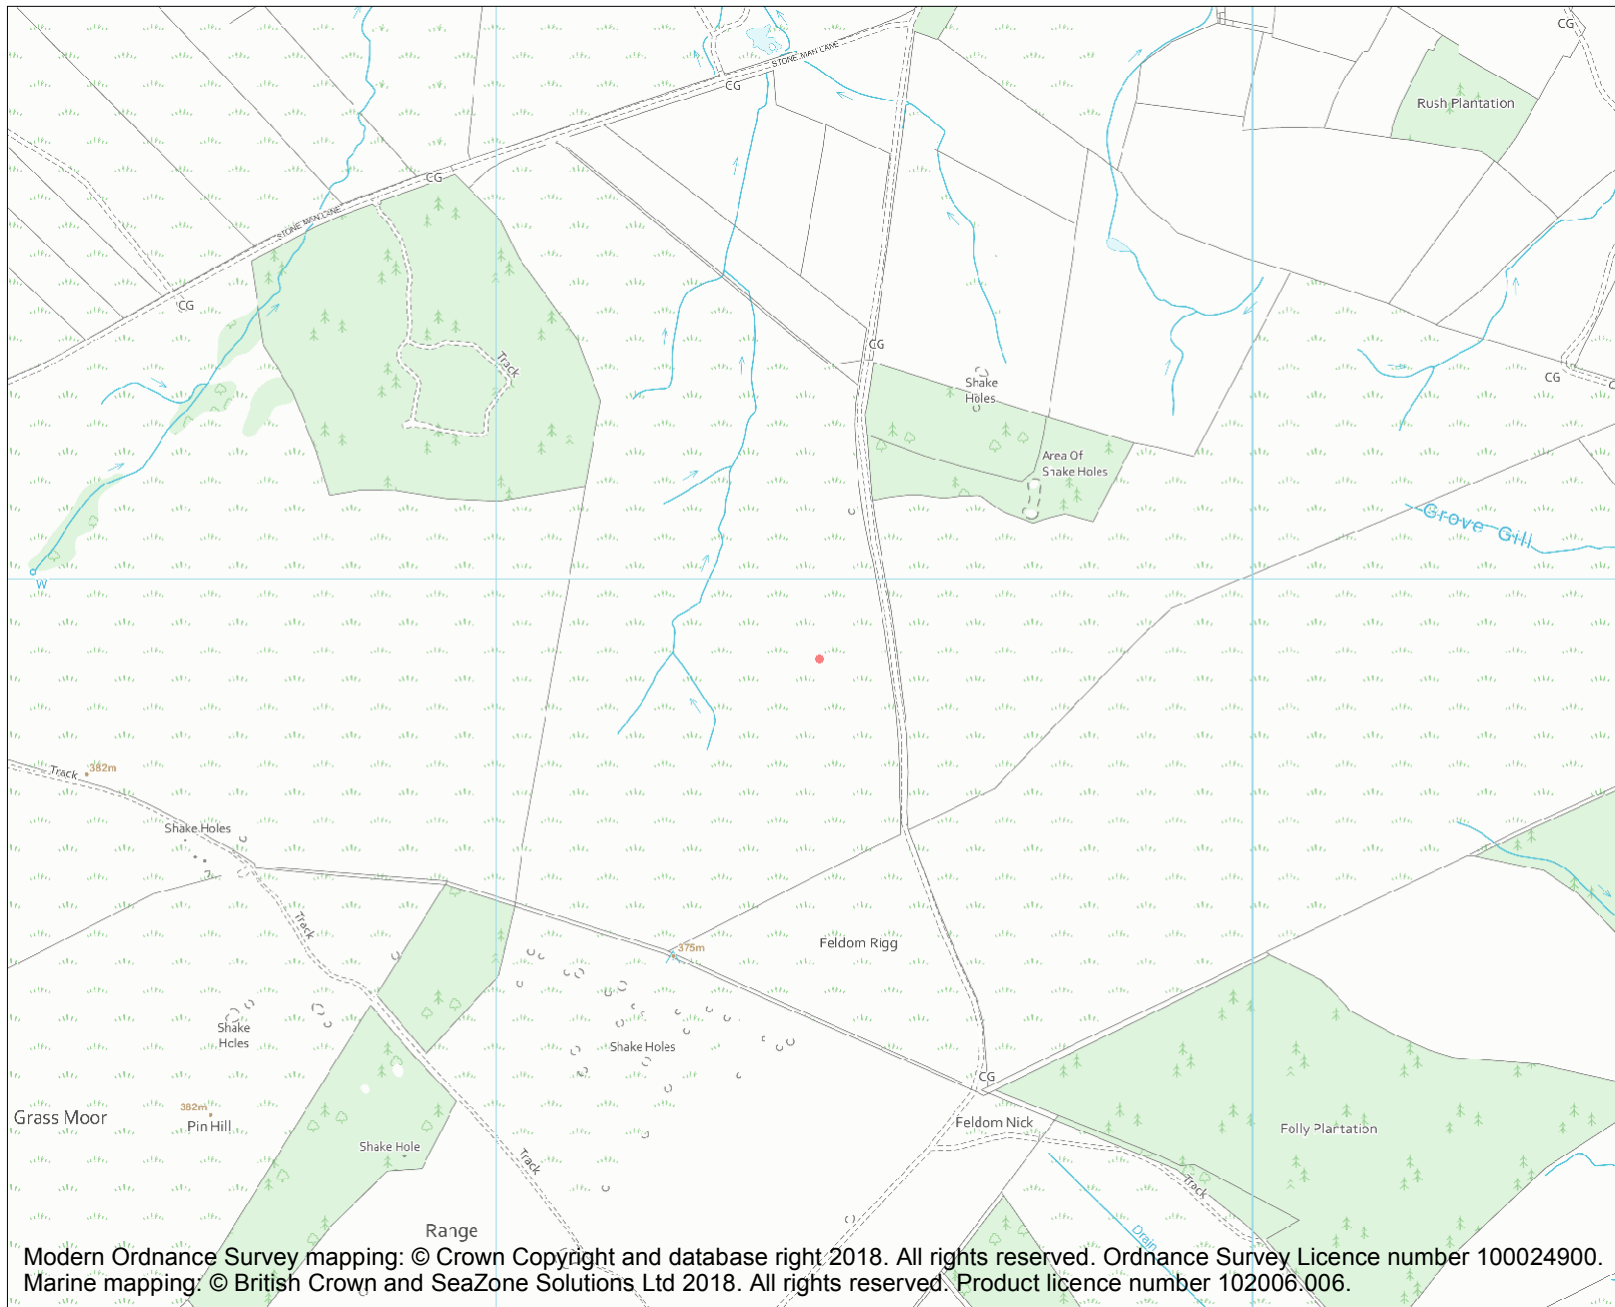 CG
Rush Plantation
STONE MAN LANE
CG
CG
STONE MAN LANE
CG
CG
Track
Shake
Holes
CG
Area Of
Shake Holes
Grove Gill
W
Track
382m
Shake Holes
Track
375m
Feldom Rigg
Shake
Holes
Shake Holes
CG
382m
Pin Hill
Grass Moor
Feldom Nick
Folly Plantation
Shake Hole
Track
Track
Range
Drain
Modern Ordnance Survey mapping: © Crown Copyright and database right 2018. All rights reserved. Ordnance Survey Licence number 100024900.
Marine mapping: © British Crown and SeaZone Solutions Ltd 2018. All rights reserved. Product licence number 102006.006.